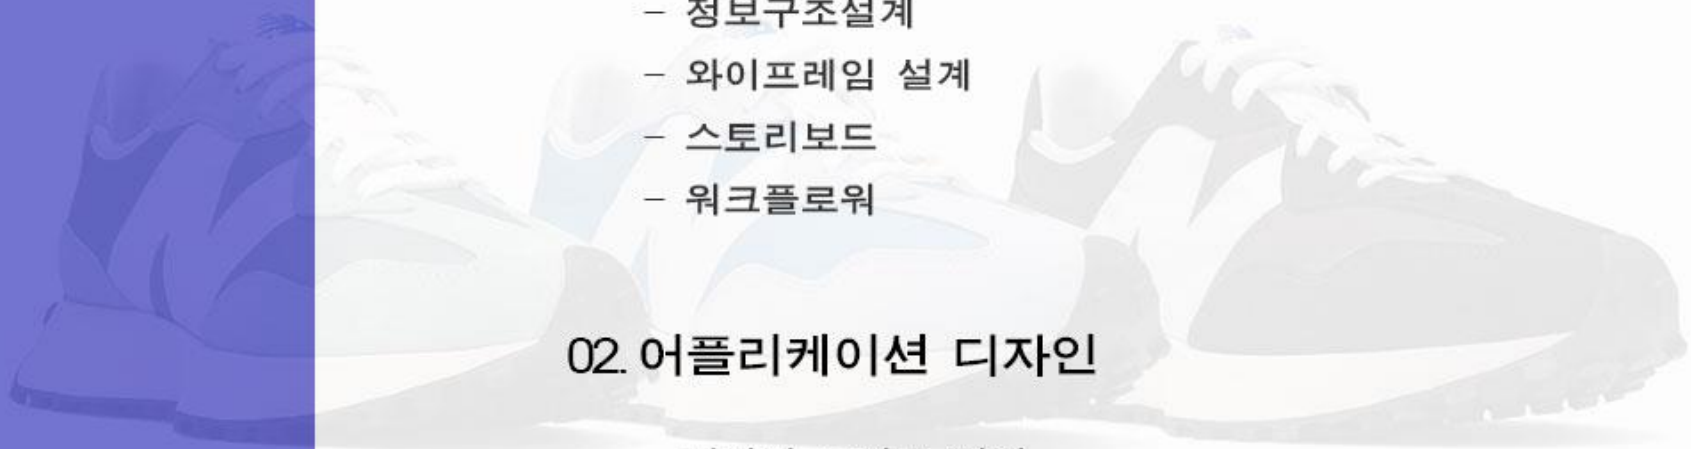 – 정보구조설계
– 와이프레임 설계
– 스토리보드
– 워크플로워
02. 어플리케이션 디자인